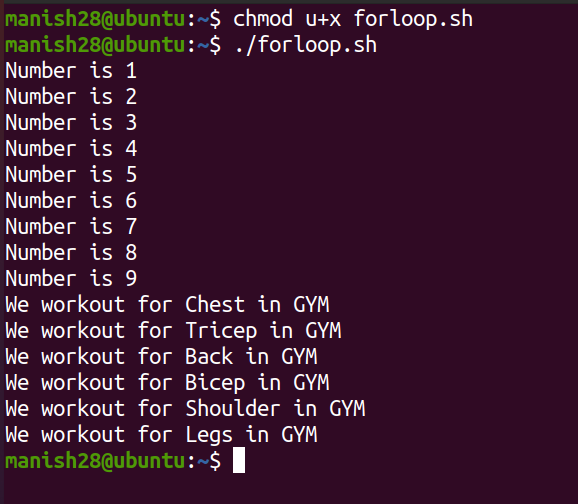 manish28@ubuntu:~$ chmod u+x forloop.sh
manish28@ubuntu:~$ ./forloop.sh
Number is 1
Number is 2
Number is 3
Number is 4
Number is 5
Number is 6
Number is 7
Number is 8
Number is 9
We workout for Chest in GYM
We workout for Tricep in GYM
We workout for Back in GYM
We workout for Bicep in GYM
We workout for Shoulder in GYM
We workout for Legs in GYM
manish28@ubuntu:~$